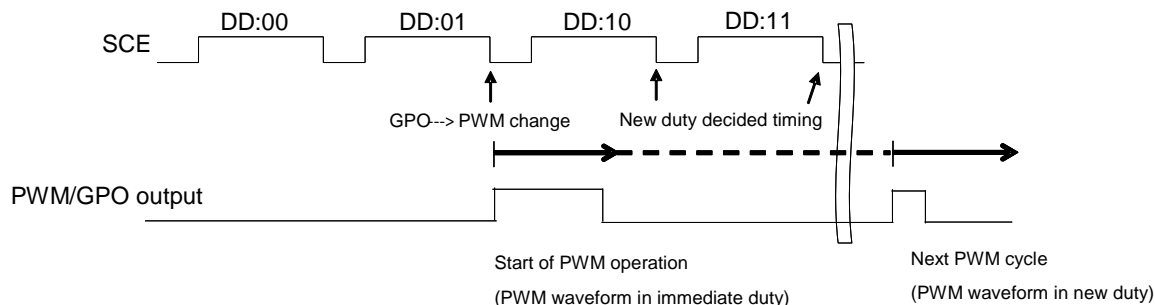 DD:00 DD:01 DD:10 DD:11
SCE
GPO---> PWM change New duty decided timing
PWM/GPO output
Start of PWM operation
(PWM waveform in immediate duty)
Next PWM cycle
(PWM waveform in new duty)